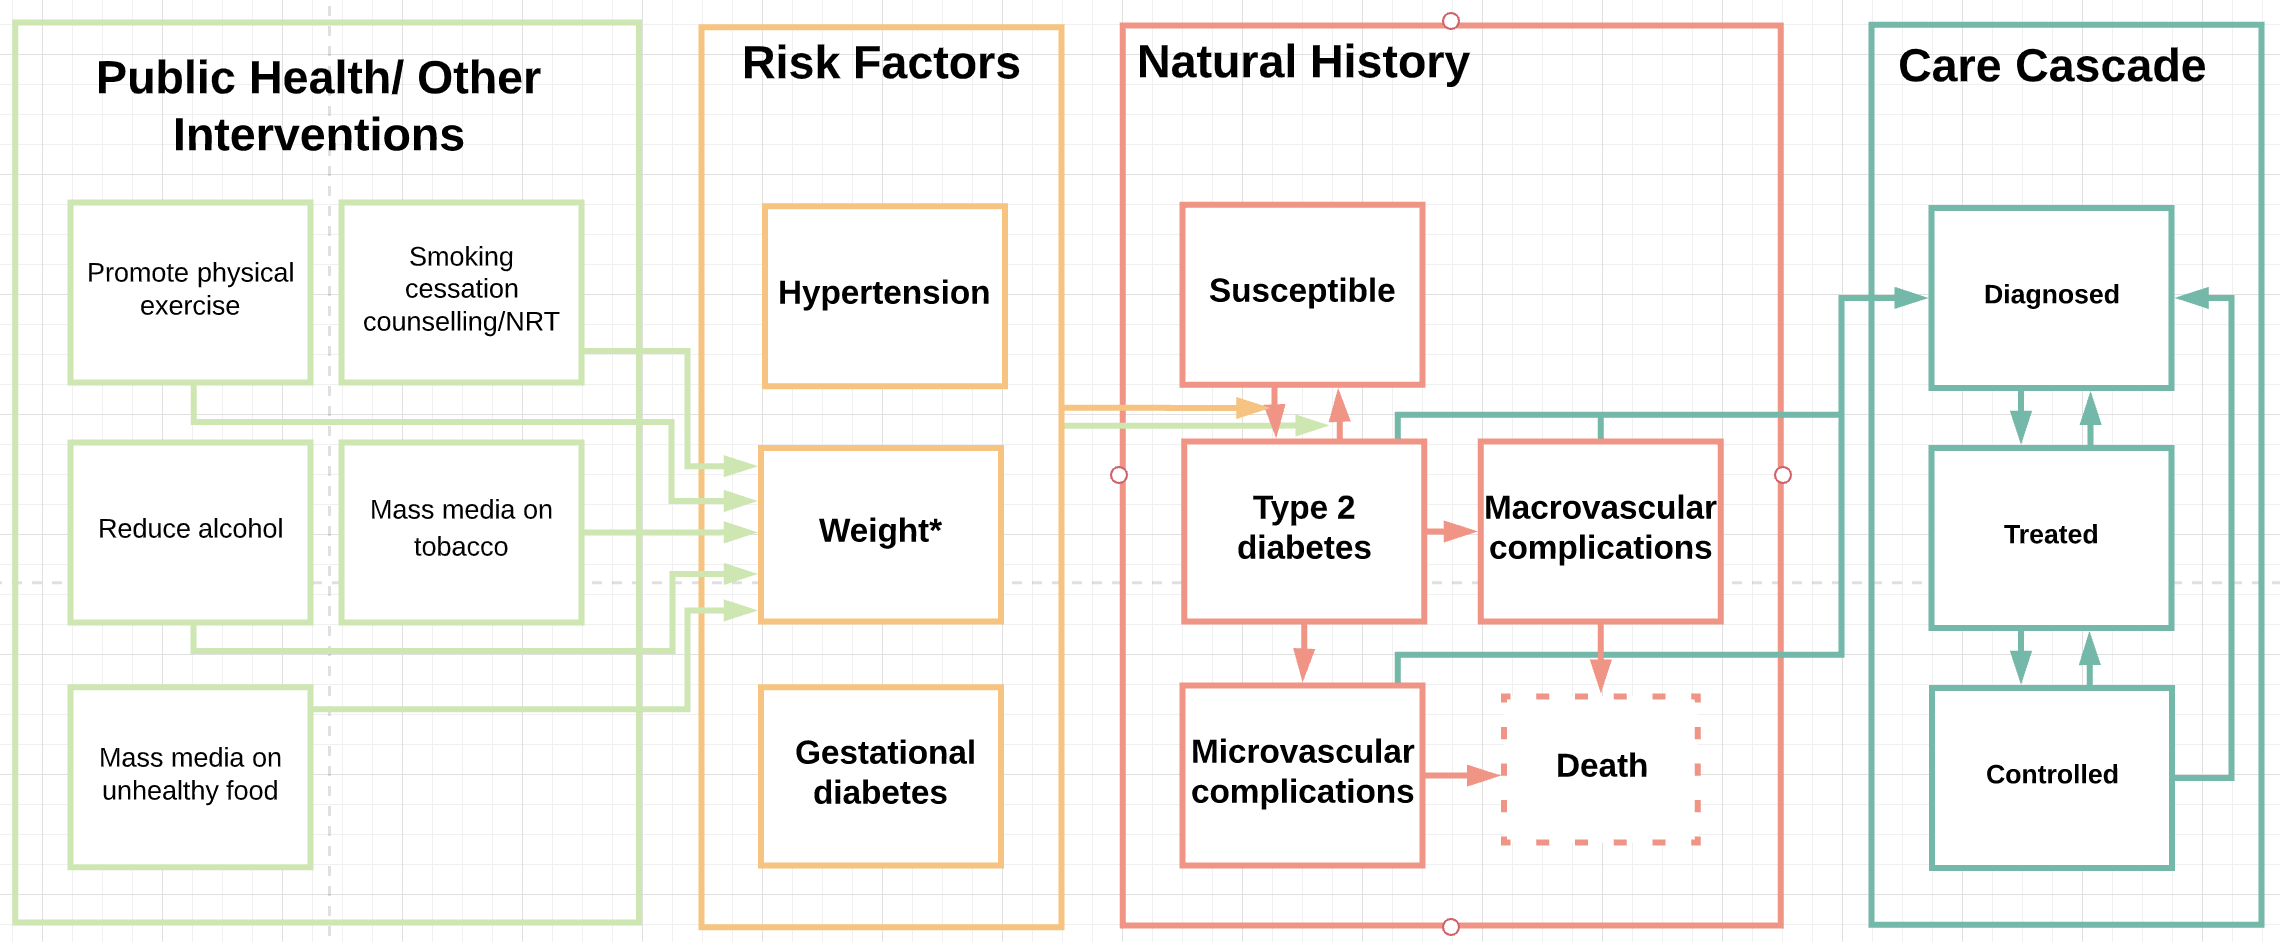 Public Health/ Other
Interventions
Promote physical
exercise
Smoking
cessation
counselling/NRT
Reduce alcohol
Mass media on
tobacco
Mass media on
unhealthy food
Risk Factors
Hypertension
Weight*
Gestational
diabetes
Natural History
Susceptible
Type 2
diabetes
Macrovascular
complications
Microvascular
complications
Death
Care Cascade
Diagnosed
Treated
Controlled